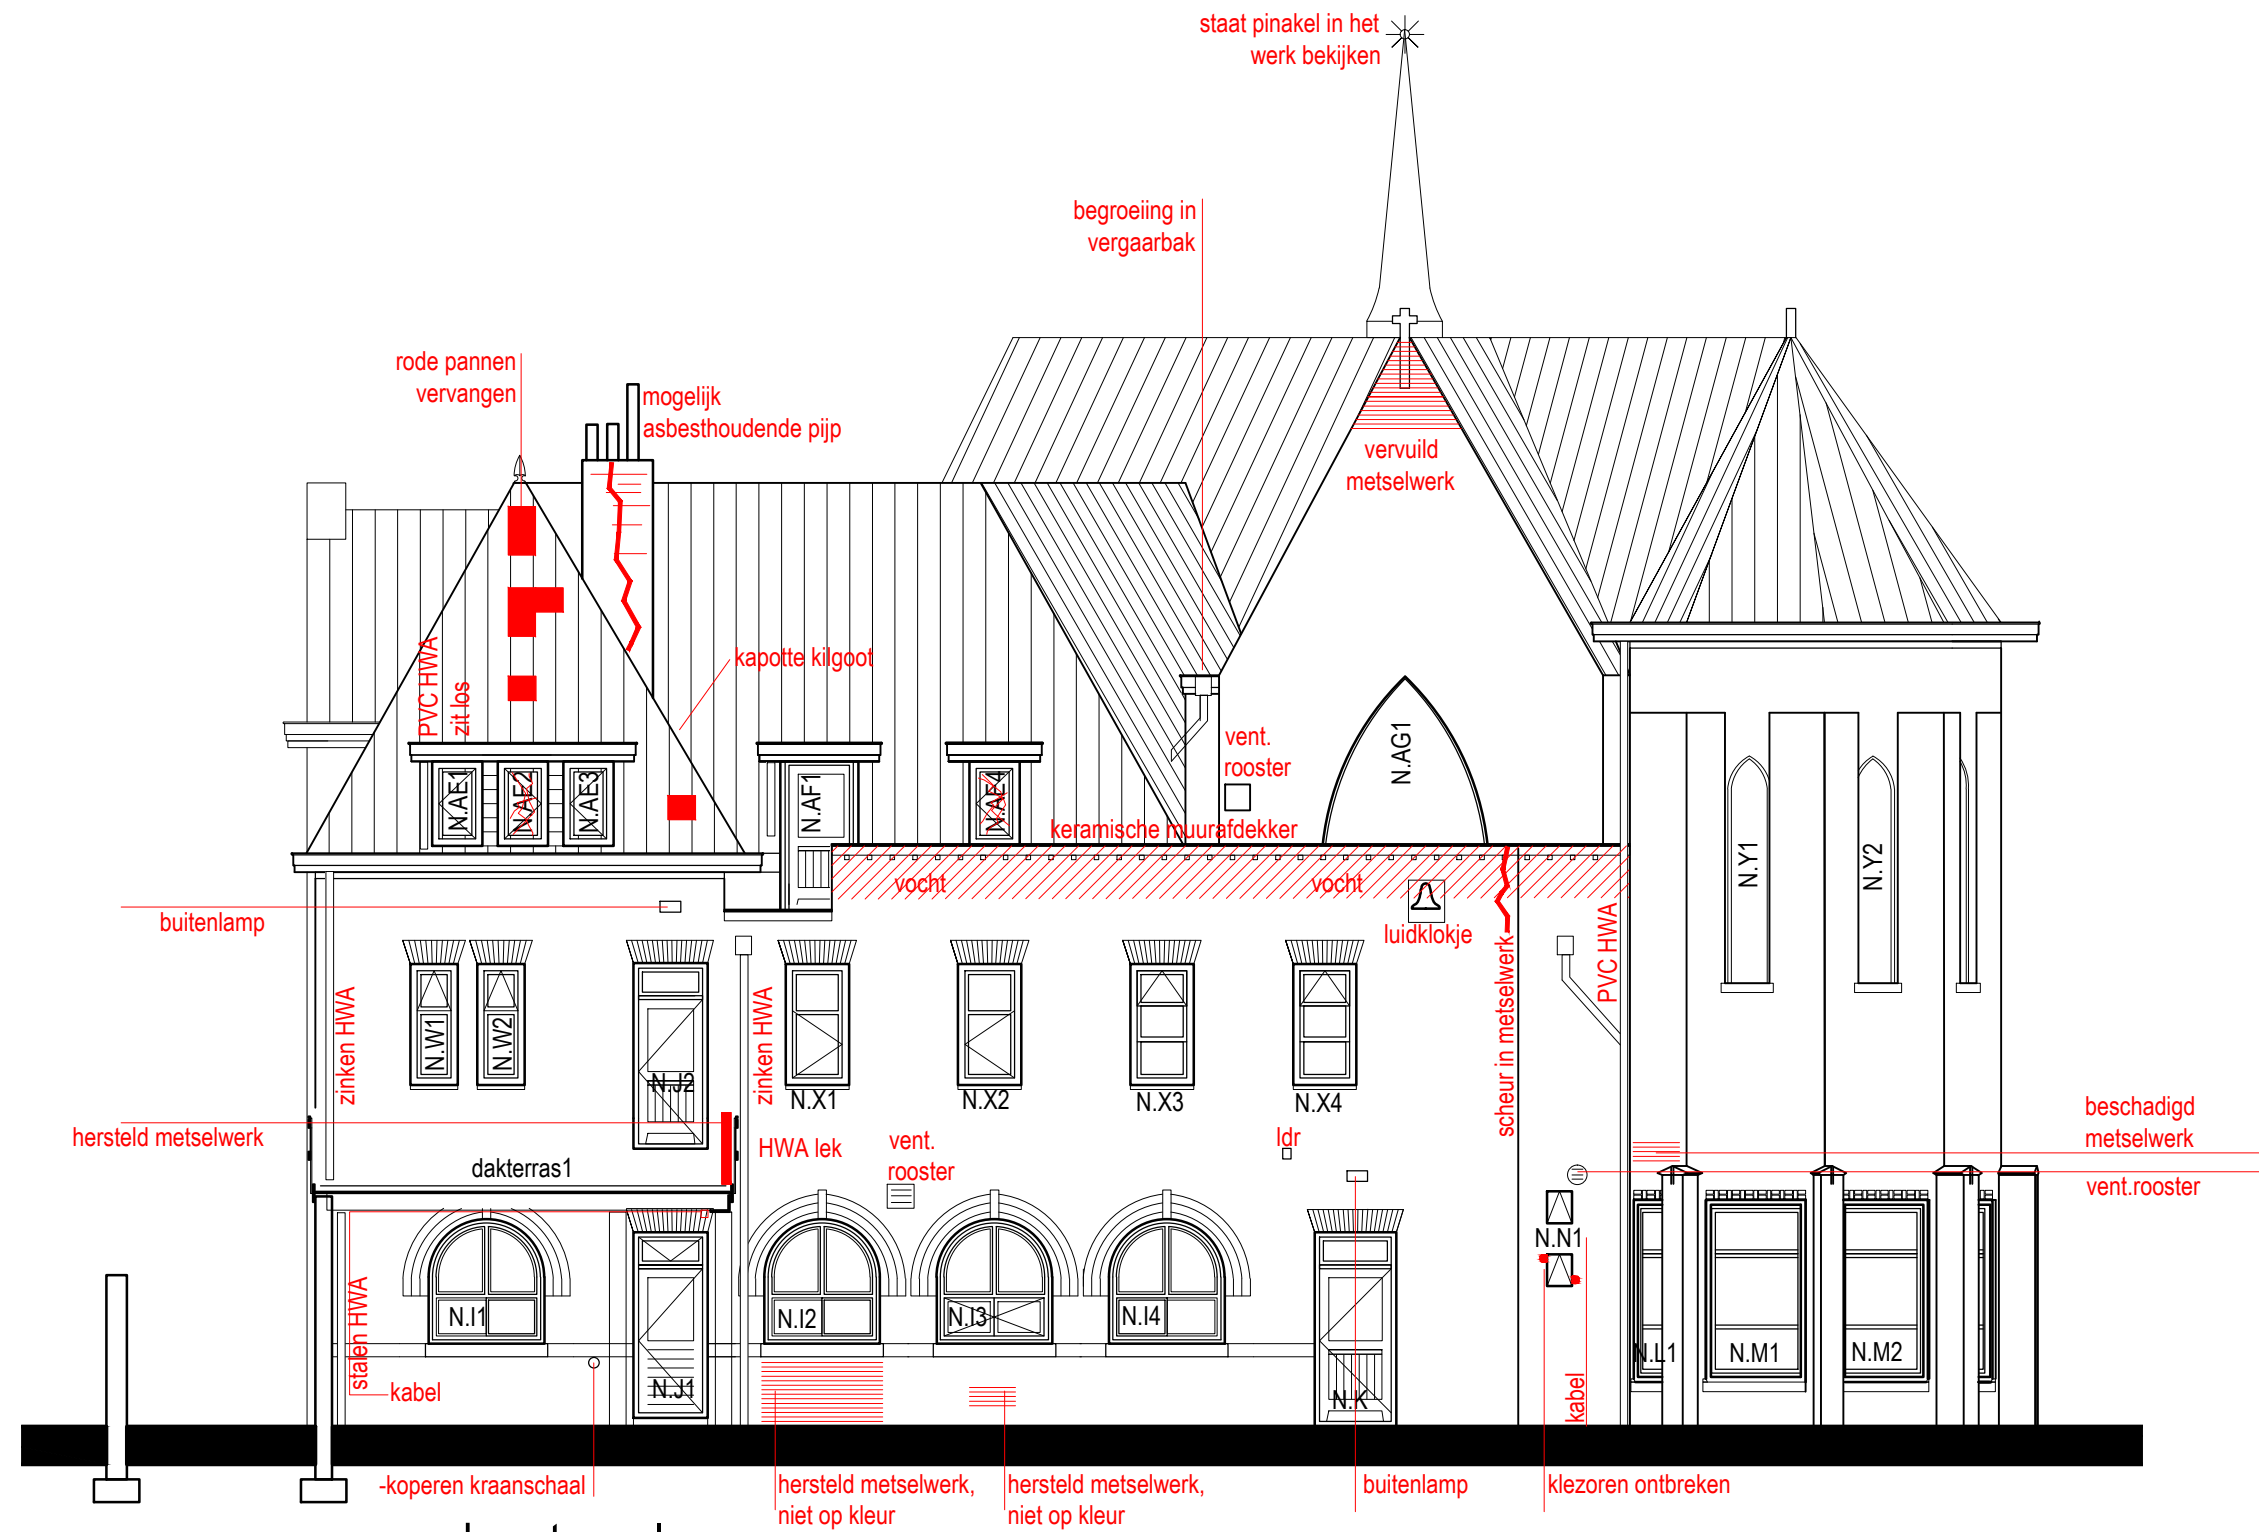 staat pinakel in het
werk bekijken
begroeiing in
vergaarbak
rode pannen
vervangen
mogelijk
asbesthoudende pijp
vervuild
metselwerk
PVC HWA
zit los
kapotte kilgoot
vent.
rooster
N.AG1
N.AE1
N.AE2
N.AE3
N.AF1
N.AE4
keramische muurafdekker
vocht
vocht
luidklokje
N.Y1
N.Y2
buitenlamp
scheur in metselwerk
PVC HWA
N.W1
N.W2
zinken HWA
N.J2
zinken HWA
N.X1
N.X2
N.X3
N.X4
hersteld metselwerk
HWA lek
vent.
rooster
ldr
beschadigd
metselwerk
dakterras1
vent.rooster
N.N1
N.I1
N.I2
N.I3
N.I4
stalen HWA
kabel
N.J1
N.K
kabel
N.L1
N.M1
N.M2
-koperen kraanschaal
hersteld metselwerk,
niet op kleur
hersteld metselwerk,
niet op kleur
buitenlamp
klezoren ontbreken